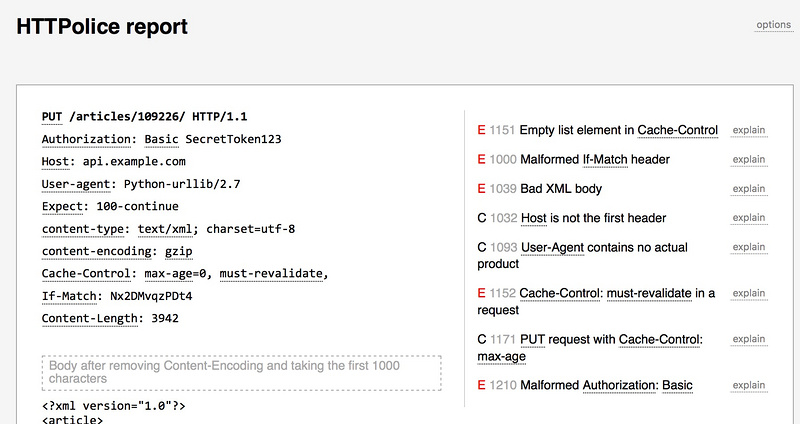 HTTPolice report
options
PUT /articles/109226/ HTTP/1.1
Authorization: Basic SecretToken123
Host: api.example.com
User-agent: Python-urllib/2.7
Expect: 100-continue
content-type: text/xml; charset=utf-8
content-encoding: gzip
Cache-Control: max-age=0, must-revalidate,
If-Match: Nx2DMvqzPDt4
Content-Length: 3942
Body after removing Content-Encoding and taking the first 1000
characters
<?xml version="1.0"?>
<article>
E 1151 Empty list element in Cache-Control explain
E 1000 Malformed If-Match header explain
E 1039 Bad XML body explain
C 1032 Host is not the first header explain
C 1093 User-Agent contains no actual explain
product
E 1152 Cache-Control: must-revalidate in a explain
request
C 1171 PUT request with Cache-Control: explain
max-age
E 1210 Malformed Authorization: Basic explain